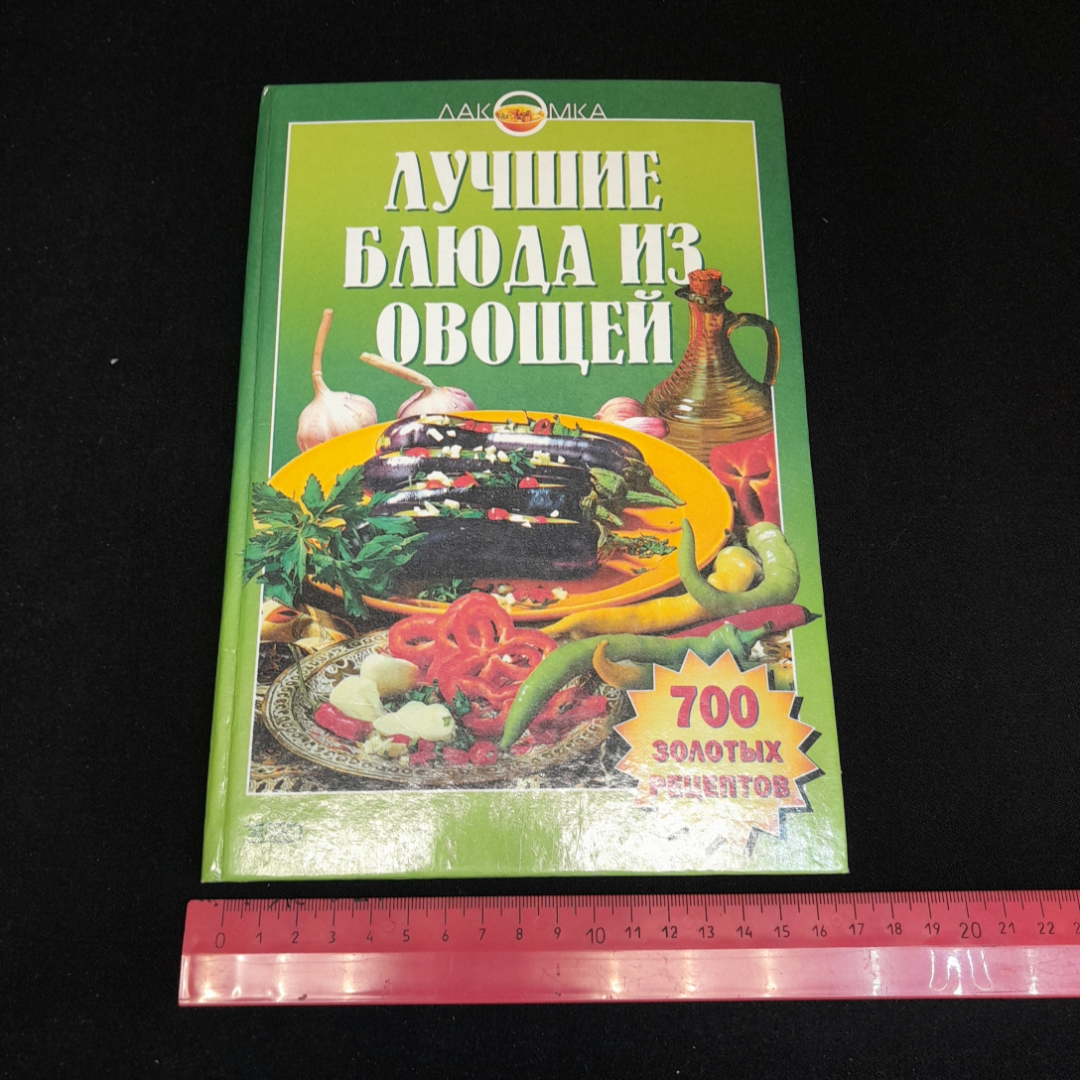 ЛАКОМКА
ЛУЧШИЕ
БЛЮДА ИЗ
ОВОЩЕЙ
700
ЗОЛОТЫХ
РЕЦЕПТОВ
0 1 2 3 4 5 6 7 8 9 10 11 12 13 14 15 16 17 18 19 20 21 22